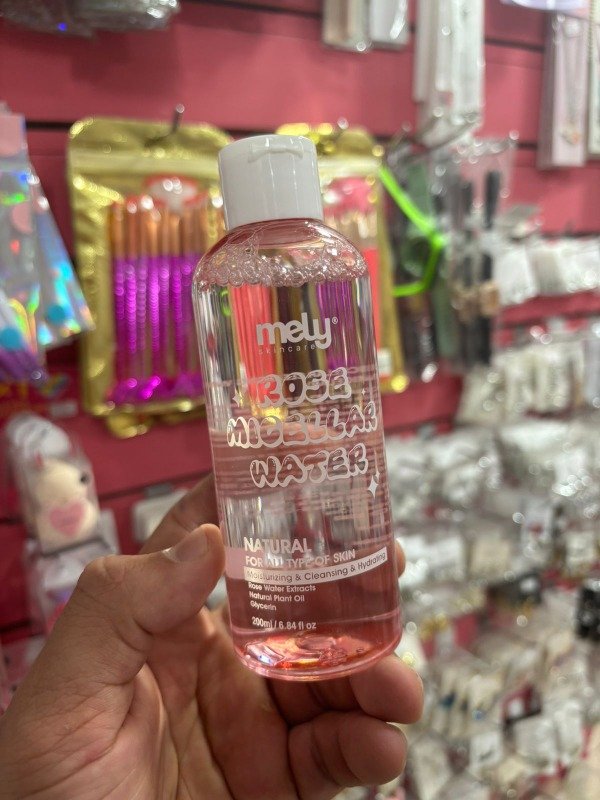 mely®
skincare
ROSE
MICELLAR
WATER
NATURAL
FOR All TYPE OF SKIN
Moisturizing & Cleansing & Hydrating
Rose Water Extracts
Natural Plant Oil
Glycerin
200ml / 6.84 fl oz